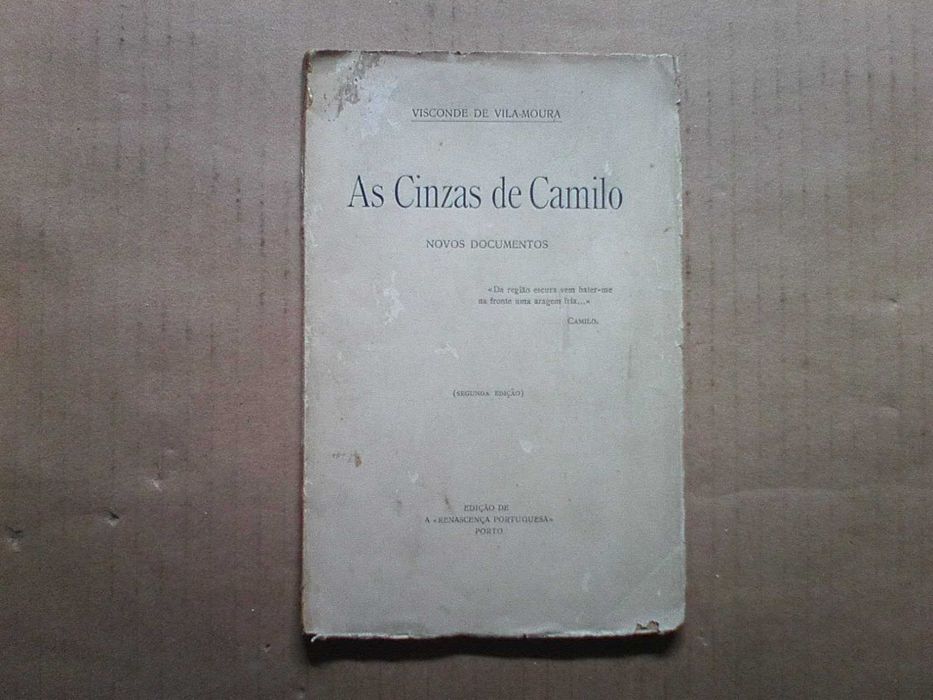 VISCONDE DE VILA-MOURA
As Cinzas de Camilo
NOVOS DOCUMENTOS
«Da região escura vem bater-me
na fronte uma aragem fria...»
CAMILO.
(SEGUNDA EDIÇÃO)
EDIÇÃO DE
A «RENASCENÇA PORTUGUESA»
PORTO